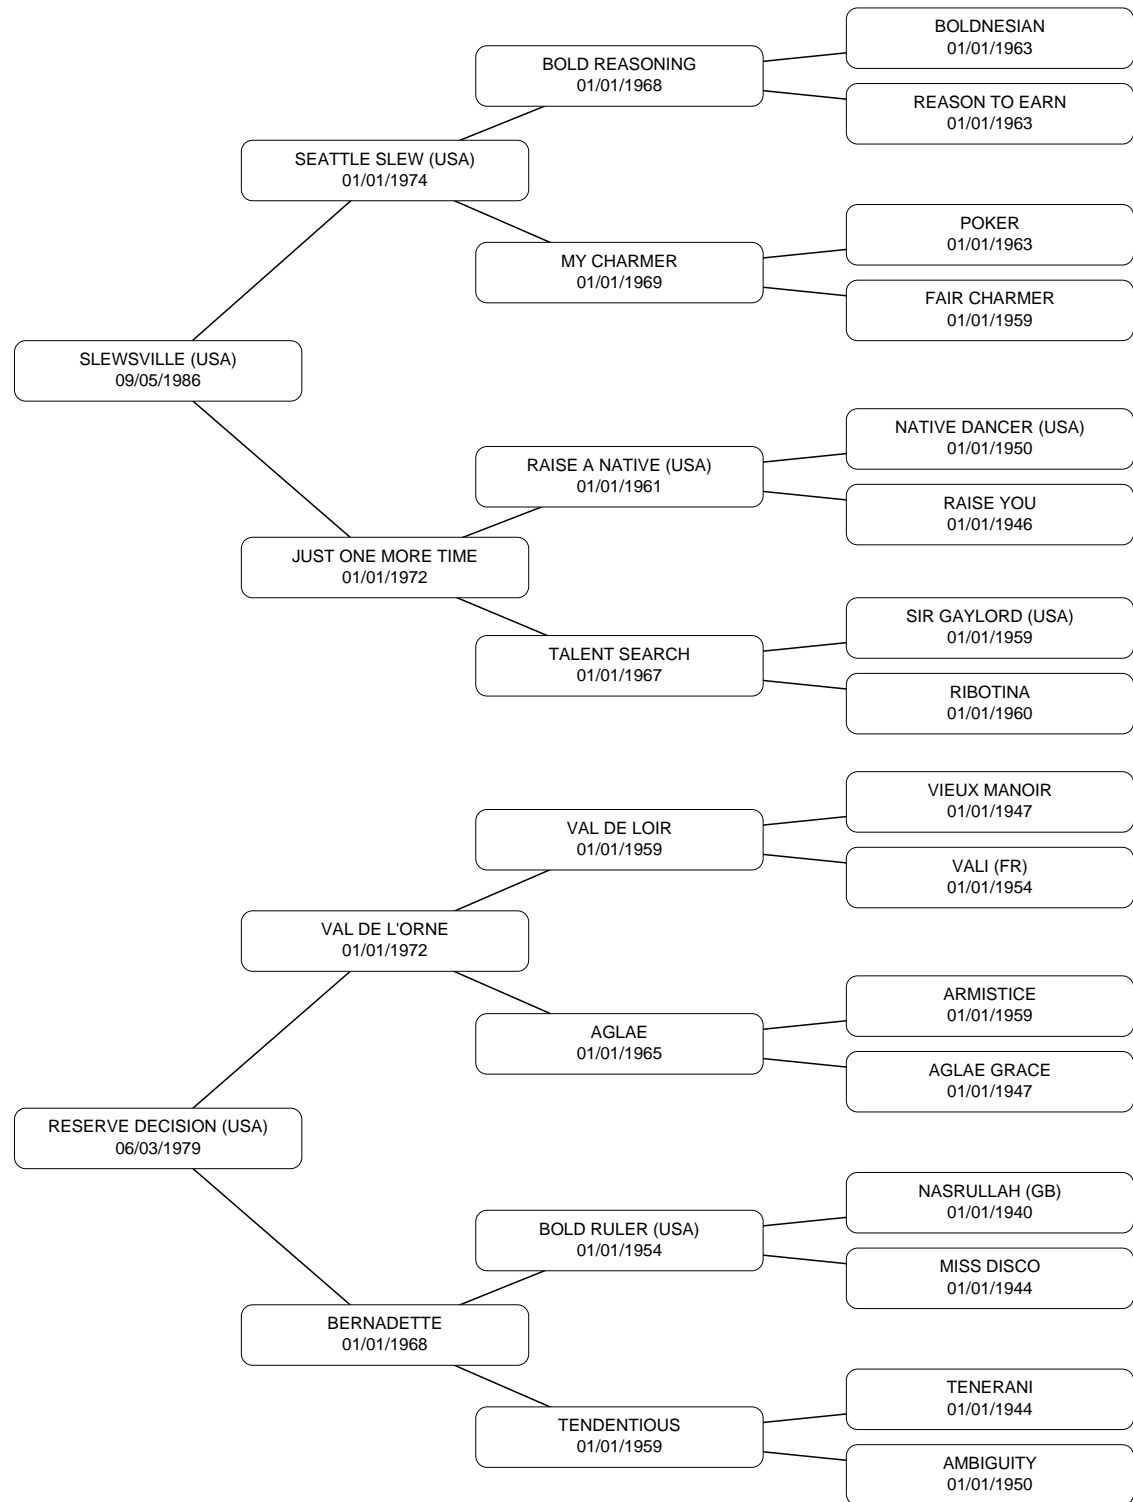 BOLDNESIAN
01/01/1963
BOLD REASONING
01/01/1968
REASON TO EARN
01/01/1963
SEATTLE SLEW (USA)
01/01/1974
POKER
01/01/1963
MY CHARMER
01/01/1969
FAIR CHARMER
01/01/1959
SLEWSVILLE (USA)
09/05/1986
NATIVE DANCER (USA)
01/01/1950
RAISE A NATIVE (USA)
01/01/1961
RAISE YOU
01/01/1946
JUST ONE MORE TIME
01/01/1972
SIR GAYLORD (USA)
01/01/1959
TALENT SEARCH
01/01/1967
RIBOTINA
01/01/1960
VIEUX MANOIR
01/01/1947
VAL DE LOIR
01/01/1959
VALI (FR)
01/01/1954
VAL DE L'ORNE
01/01/1972
ARMISTICE
01/01/1959
AGLAE
01/01/1965
AGLAE GRACE
01/01/1947
RESERVE DECISION (USA)
06/03/1979
NASRULLAH (GB)
01/01/1940
BOLD RULER (USA)
01/01/1954
MISS DISCO
01/01/1944
BERNADETTE
01/01/1968
TENERANI
01/01/1944
TENDENTIOUS
01/01/1959
AMBIGUITY
01/01/1950